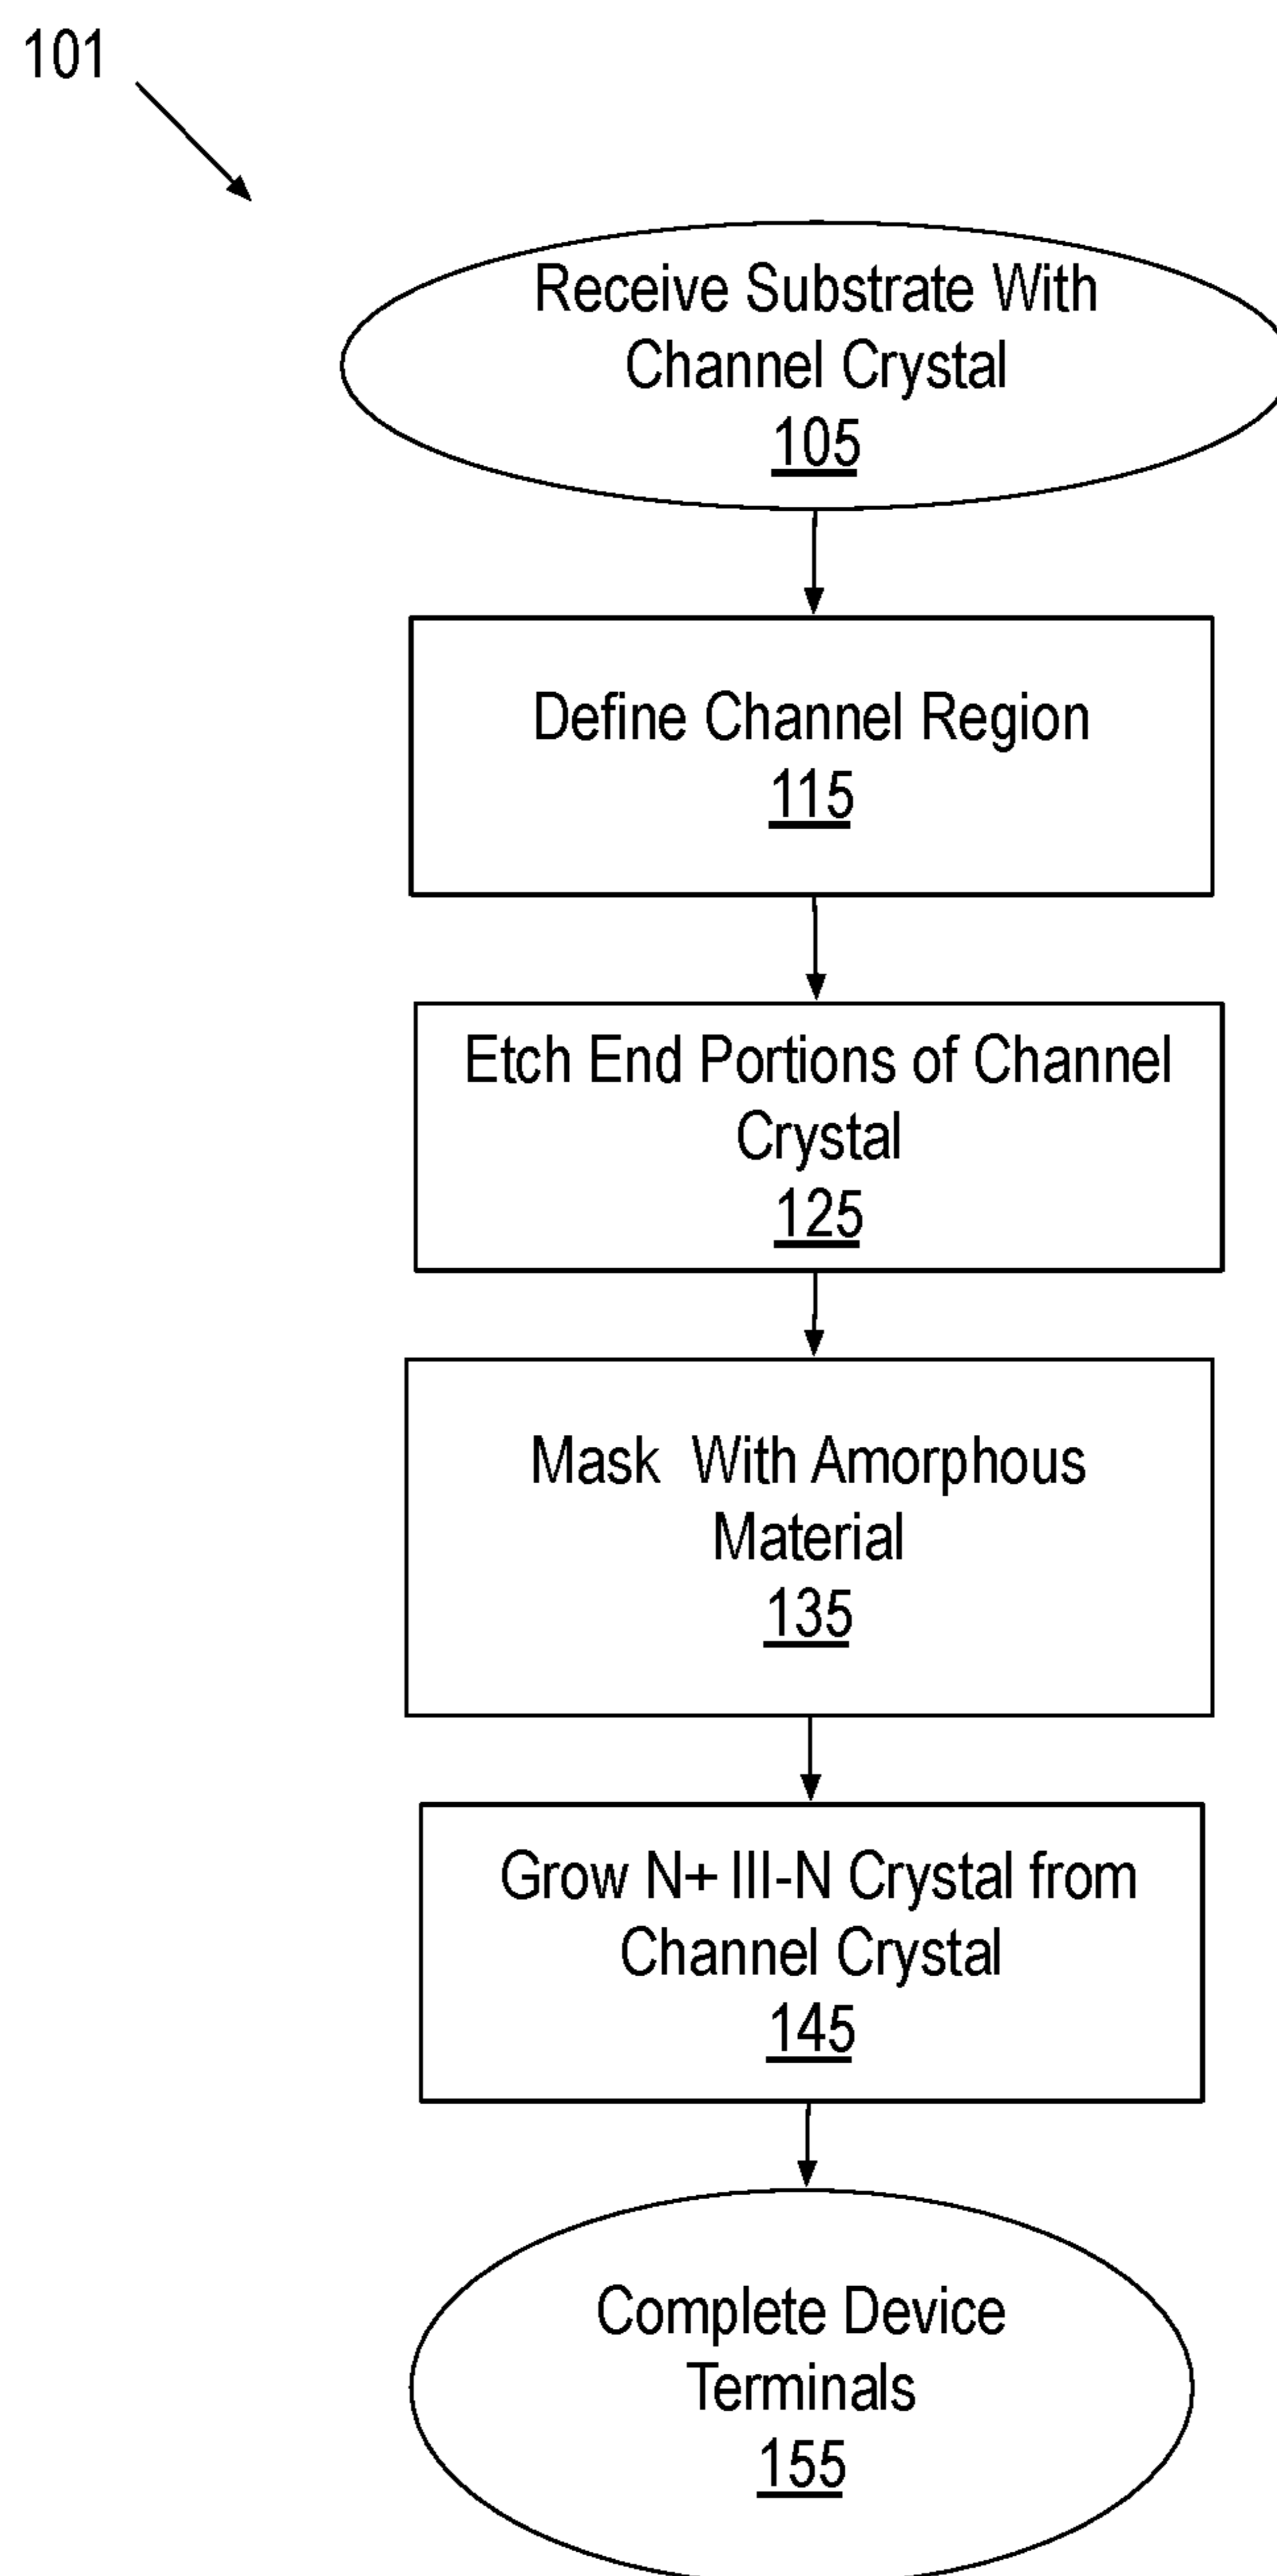 101
Receive Substrate With
Channel Crystal
105
Define Channel Region
115
Etch End Portions of Channel
Crystal
125
Mask With Amorphous
Material
135
Grow N+ III-N Crystal from
Channel Crystal
145
Complete Device
Terminals
155